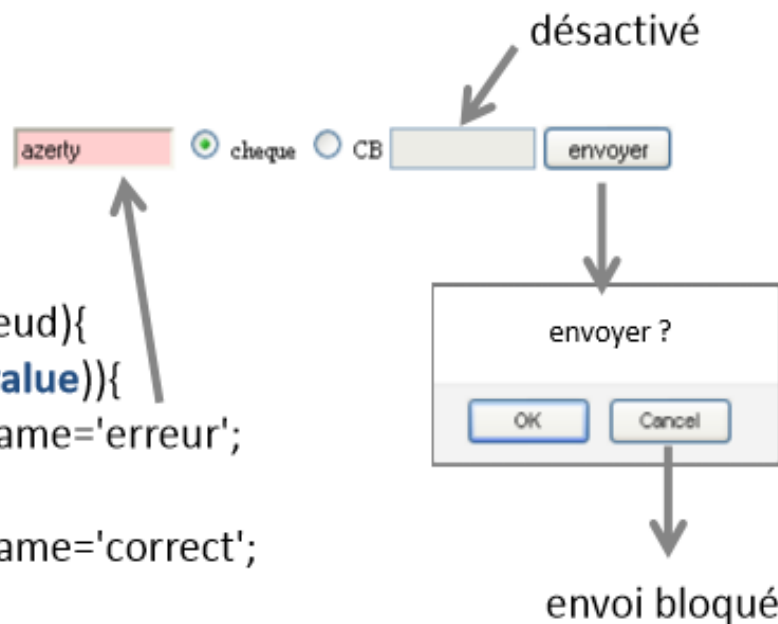 désactivé
azerty cheque CB envoyer
eud){
envoyer ?
alue)){
OK Cancel
ame='erreur';
ame='correct';
envoi bloqué